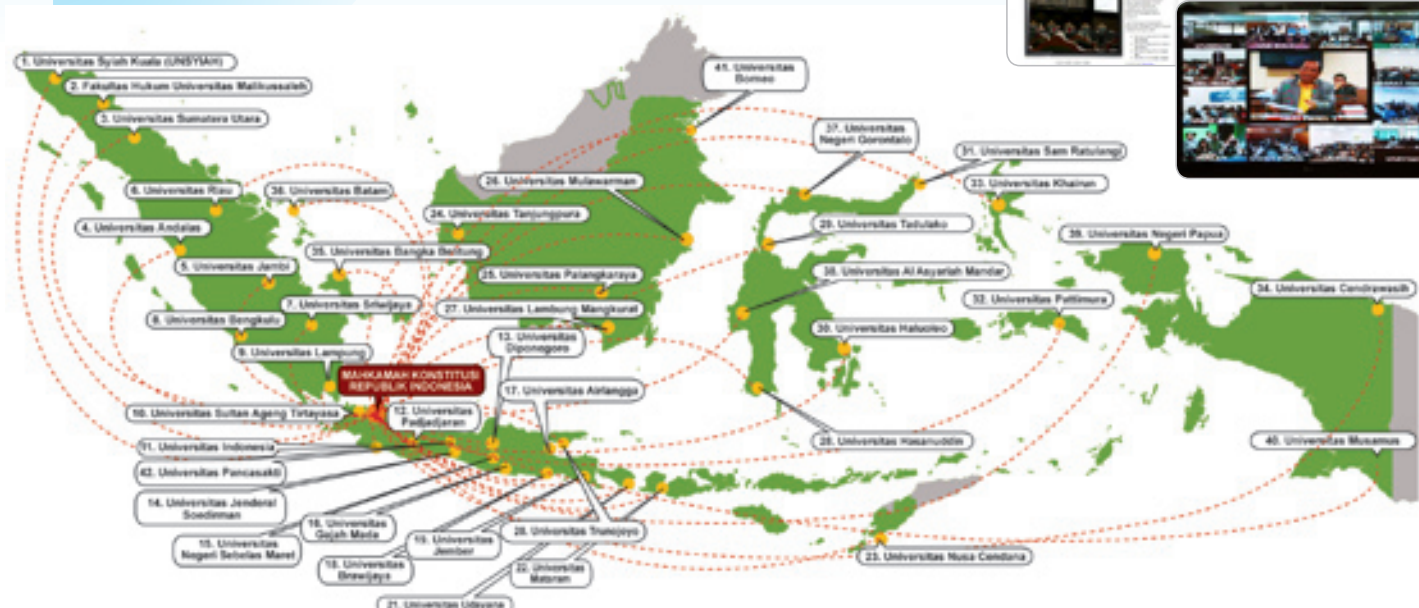 1. Universitas Syiah Kuala (UNSYIAH)
2. Fakultas Hukum Universitas Malikussaleh
3. Universitas Sumatera Utara
41. Universitas
Borneo
37. Universitas
Negeri Gorontalo
31. Universitas Sam Ratulangi
6. Universitas Riau
36. Universitas Batam
26. Universitas Mulawarman
33. Universitas Khairun
4. Universitas Andalas
24. Universitas Tanjungpura
29. Universitas Tadulako
39. Universitas Negeri Papua
5. Universitas Jambi
35. Universitas Bangka Belitung
25. Universitas Palangkaraya
38. Universitas Al Asyariah Mandar
34. Universitas Cendrawasih
8. Universitas Bengkulu
7. Universitas Sriwijaya
27. Universitas Lambung Mangkurat
32. Universitas Pattimura
13. Universitas
Diponegoro
30. Universitas Haluoleo
9. Universitas Lampung
MAHKAMAH KONSTITUSI
REPUBLIK INDONESIA
17. Universitas Airlangga
10. Universitas Sultan Ageng Tirtayasa
12. Universitas
Padjadjaran
11. Universitas Indonesia
28. Universitas Hasanuddin
40. Universitas Musamus
42. Universitas Pancasakti
14. Universitas Jenderal
Soedirman
16. Universitas
Gajah Mada
20. Universitas Trunojoyo
15. Universitas
Negeri Sebelas Maret
19. Universitas
Jember
23. Universitas Nusa Cendana
18. Universitas
Brawijaya
22. Universitas
Mataram
21. Universitas Udayana